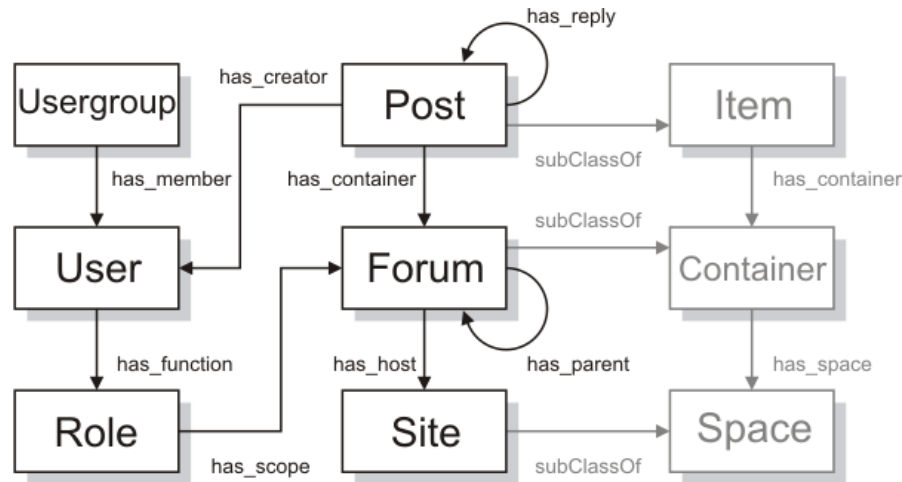 has_reply
has_creator
Usergroup
Post
Item
subClassOf
has_member
has_container
has_container
subClassOf
User
Forum
Container
has_function
has_host
has_parent
has_space
Role
Site
Space
has_scope
subClassOf